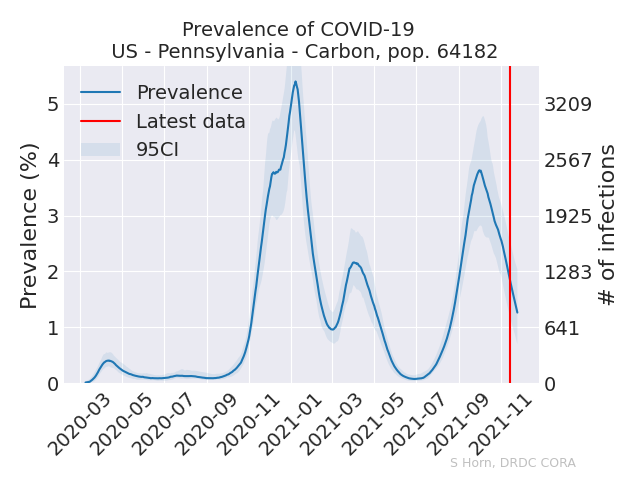 Prevalence of COVID-19
US - Pennsylvania - Carbon, pop. 64182
Prevalence
Latest data
95CI
Prevalence (%)
5
4
3
2
1
0
3209
2567
1925
1283
641
0
# of infections
2020-03
2020-05
2020-07
2020-09
2020-11
2021-01
2021-03
2021-05
2021-07
2021-09
2021-11
S Horn, DRDC CORA